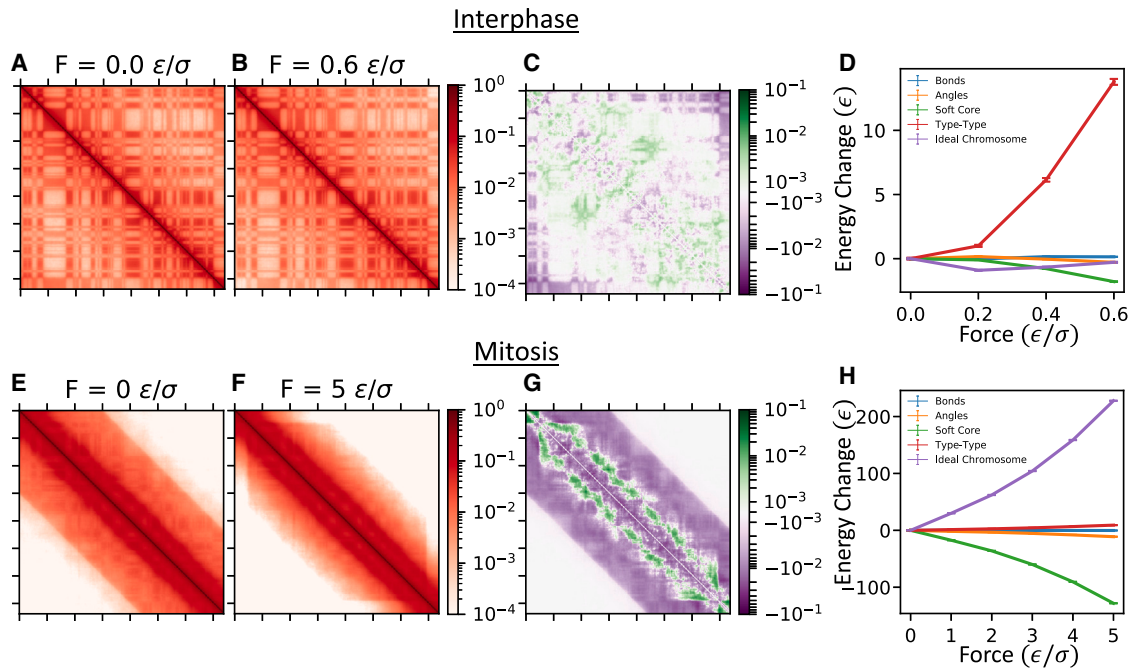 Interphase
A F = 0.0 ϵ/σ
B F = 0.6 ϵ/σ
10⁰
10⁻¹
10⁻²
10⁻³
10⁻⁴
C
10⁻¹
10⁻²
10⁻³
−10⁻³
−10⁻²
−10⁻¹
D
Bonds
Angles
Soft Core
Type-Type
Ideal Chromosome
Energy Change (ϵ)
10
5
0
0.0 0.2 0.4 0.6
Force (ϵ/σ)
Mitosis
E F = 0 ϵ/σ
F F = 5 ϵ/σ
10⁰
10⁻¹
10⁻²
10⁻³
10⁻⁴
G
10⁻¹
10⁻²
10⁻³
−10⁻³
−10⁻²
−10⁻¹
H
Bonds
Angles
Soft Core
Type-Type
Ideal Chromosome
Energy Change (ϵ)
200
100
0
−100
0 1 2 3 4 5
Force (ϵ/σ)